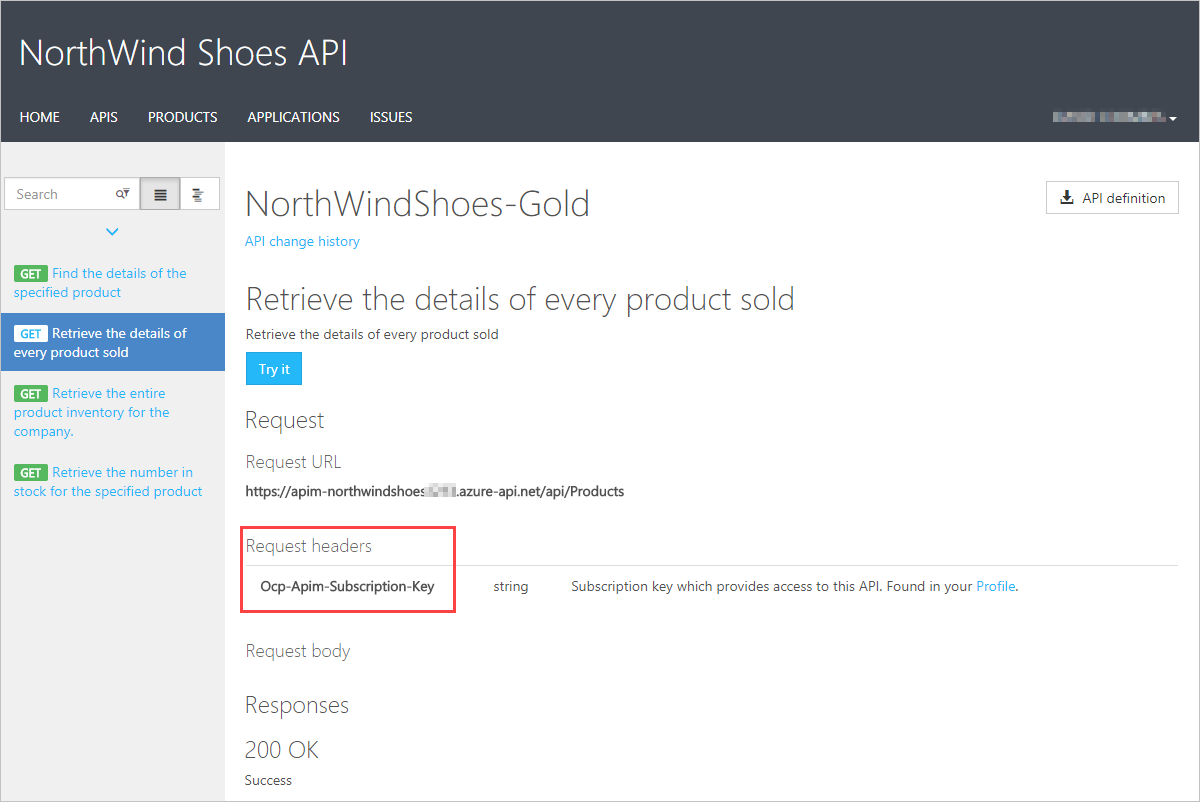 NorthWind Shoes API
HOME APIS PRODUCTS APPLICATIONS ISSUES
Search
GET Find the details of the
specified product
GET Retrieve the details of
every product sold
GET Retrieve the entire
product inventory for the
company.
GET Retrieve the number in
stock for the specified product
NorthWindShoes-Gold
API definition
API change history
Retrieve the details of every product sold
Retrieve the details of every product sold
Try it
Request
Request URL
https://apim-northwindshoes .azure-api.net/api/Products
Request headers
Ocp-Apim-Subscription-Key string Subscription key which provides access to this API. Found in your Profile.
Request body
Responses
200 OK
Success